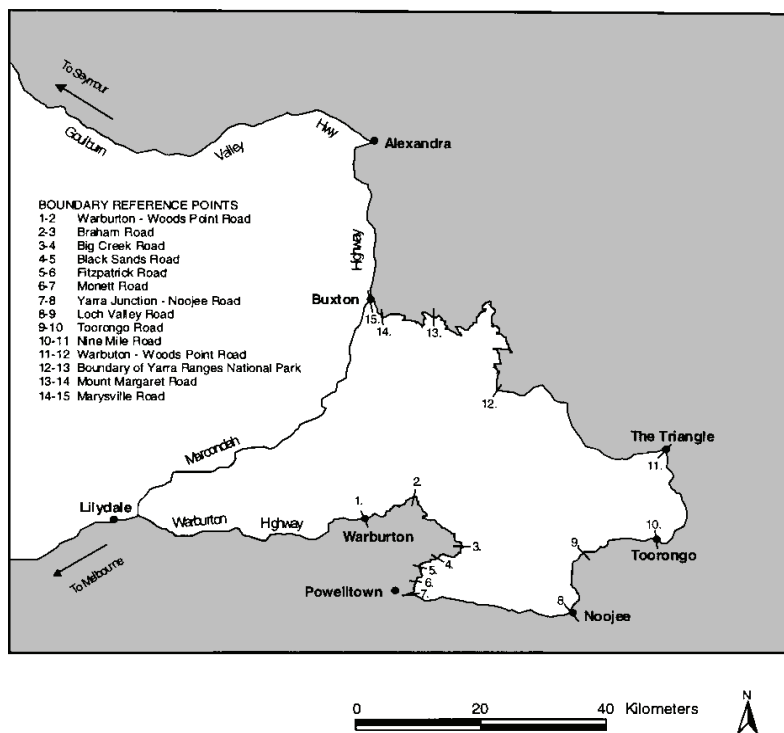 To Seymour
Goulburn Valley Hwy
Alexandra
BOUNDARY REFERENCE POINTS
1-2 Warburton - Woods Point Road
2-3 Braham Road
3-4 Big Creek Road
4-5 Black Sands Road
5-6 Fitzpatrick Road
6-7 Monett Road
7-8 Yarra Junction - Noojee Road
8-9 Loch Valley Road
9-10 Toorongo Road
10-11 Nine Mile Road
11-12 Warbuton - Woods Point Road
12-13 Boundary of Yarra Ranges National Park
13-14 Mount Margaret Road
14-15 Marysville Road
Highway
Buxton
15.
14.
13.
12.
The Triangle
11.
Maroondah
Lilydale
Warburton Highway
1.
2.
Warburton
3.
4.
5.
6.
7.
Powelltown
To Melbourne
8.
Noojee
9.
10.
Toorongo
0 20 40 Kilometers
N